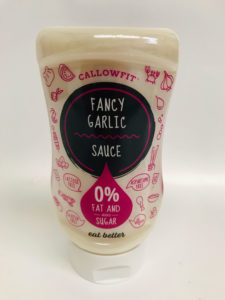 CALLOWFIT
FANCY
GARLIC
SAUCE
0%
FAT AND
SUGAR
eat better